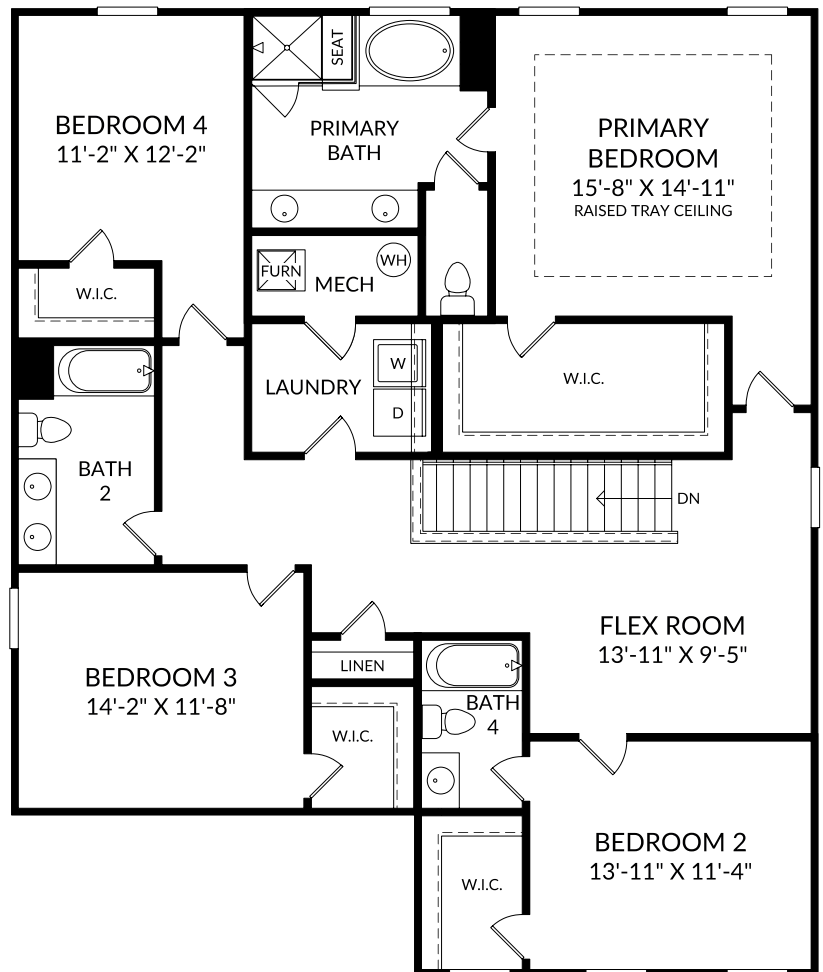 SEAT
BEDROOM 4
11'-2" X 12'-2"
PRIMARY
BATH
PRIMARY
BEDROOM
15'-8" X 14'-11"
RAISED TRAY CEILING
W.I.C.
FURN
MECH
WH
LAUNDRY
W
D
W.I.C.
BATH
2
DN
FLEX ROOM
13'-11" X 9'-5"
BEDROOM 3
14'-2" X 11'-8"
LINEN
W.I.C.
BATH
4
BEDROOM 2
13'-11" X 11'-4"
W.I.C.